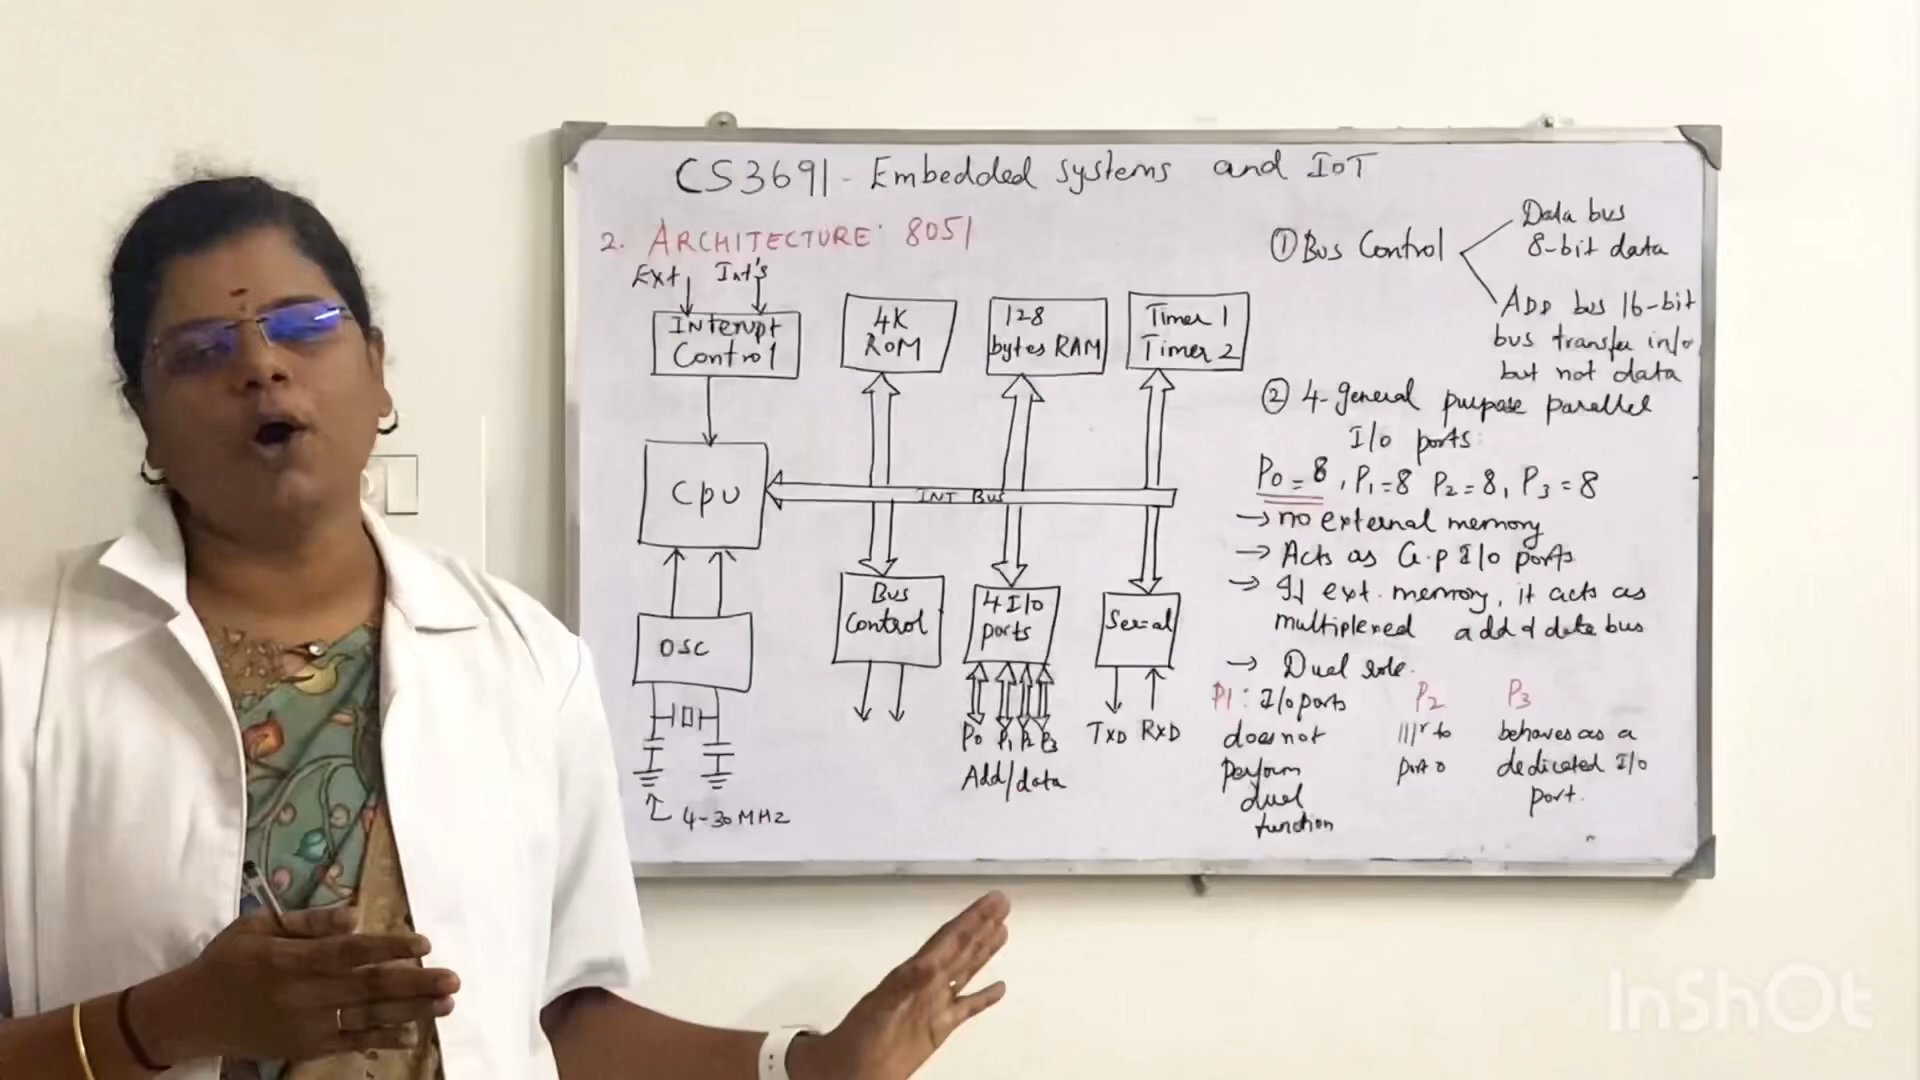 CS3691 - Embedded systems and IoT
2. ARCHITECTURE: 8051
Ext Int's
INterupt
Control
4K
ROM
128
bytes RAM
Timer 1
Timer 2
CPU
INT Bus
OSC
Bus
Control
4 I/o
ports
Serial
P0 P1 P2 P3
Add/data
TXD RXD
4-30 MHZ
① Bus Control
Data bus
8-bit data
ADD bus 16-bit
bus transfer info
but not data
② 4-general purpose parallel
I/o ports
P0 = 8, P1 = 8 P2 = 8, P3 = 8
→ no external memory
→ Acts as G.p I/o ports
→ If ext. memory, it acts as
multiplexed add & data bus
→ Dual role.
P1: I/o ports
does not
perform
dual
function
P2
|||r to
port 0
P3
behaves as a
dedicated I/o
port.
InShOt